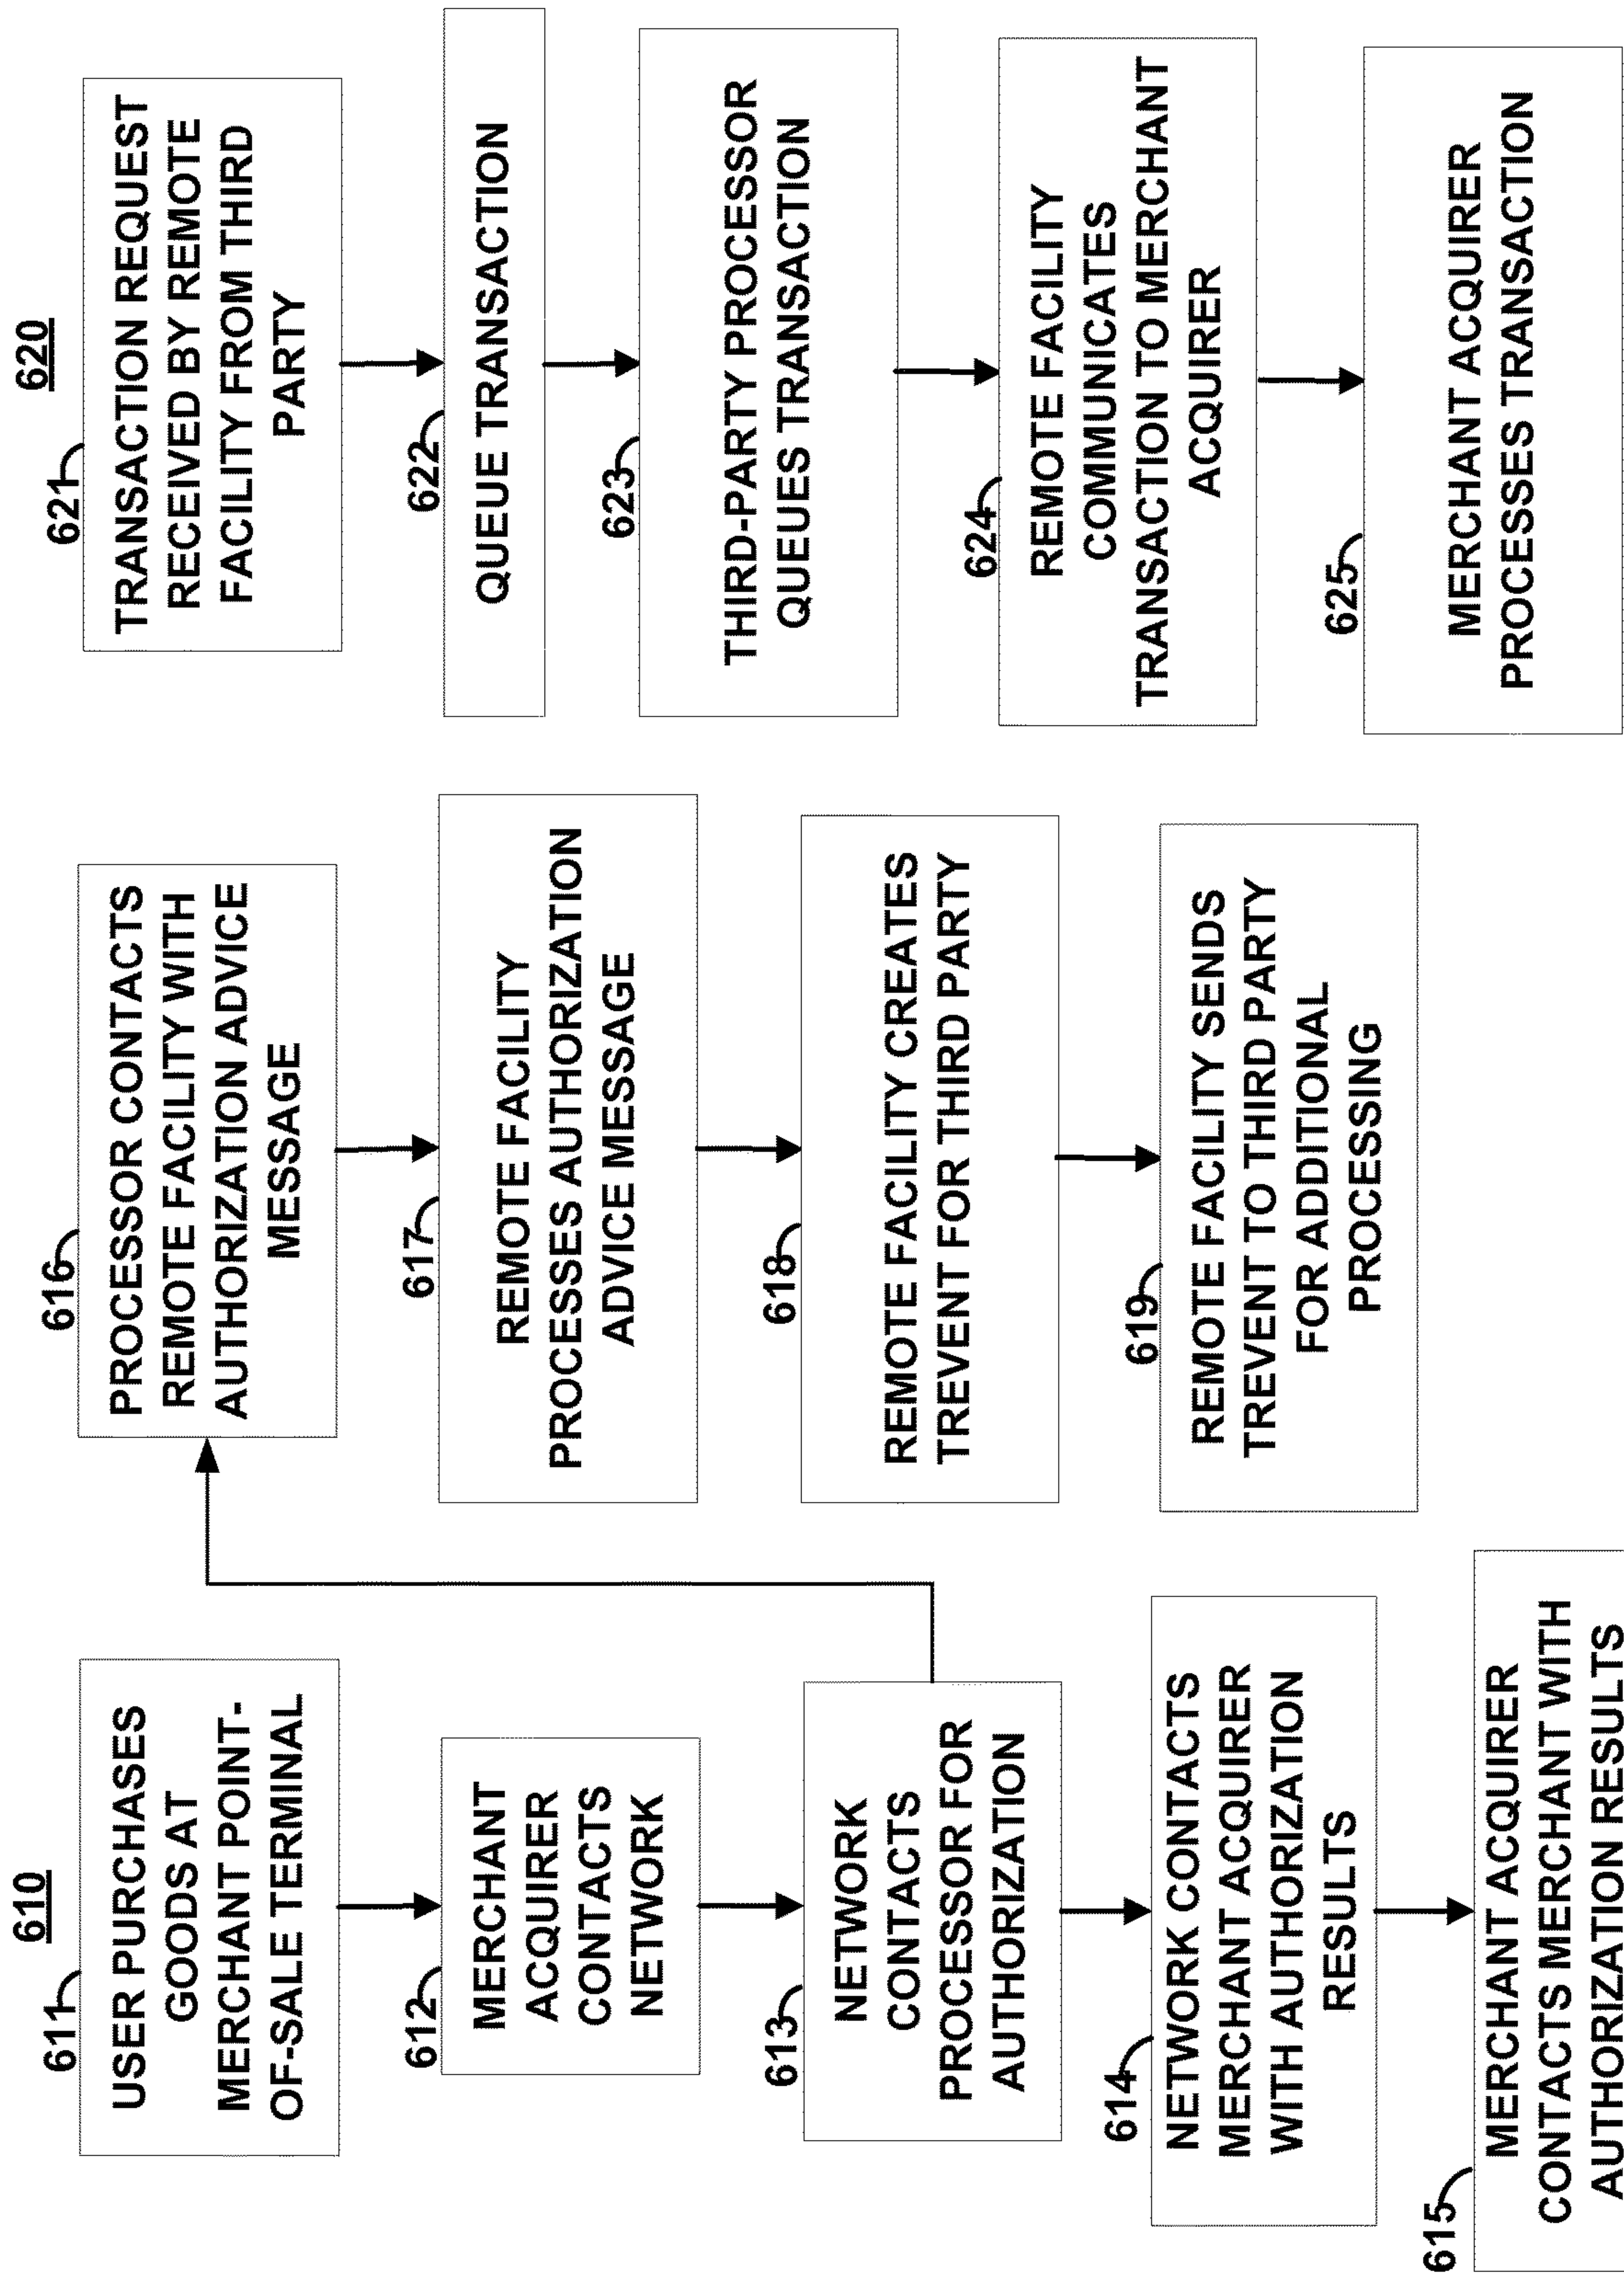 610
611
USER PURCHASES
GOODS AT
MERCHANT POINT-
OF-SALE TERMINAL
612
MERCHANT
ACQUIRER
CONTACTS
NETWORK
613
NETWORK
CONTACTS
PROCESSOR FOR
AUTHORIZATION
614
NETWORK CONTACTS
MERCHANT ACQUIRER
WITH AUTHORIZATION
RESULTS
615
MERCHANT ACQUIRER
CONTACTS MERCHANT WITH
AUTHORIZATION RESULTS
616
PROCESSOR CONTACTS
REMOTE FACILITY WITH
AUTHORIZATION ADVICE
MESSAGE
617
REMOTE FACILITY
PROCESSES AUTHORIZATION
ADVICE MESSAGE
618
REMOTE FACILITY CREATES
TREVENT FOR THIRD PARTY
619
REMOTE FACILITY SENDS
TREVENT TO THIRD PARTY
FOR ADDITIONAL
PROCESSING
620
621
TRANSACTION REQUEST
RECEIVED BY REMOTE
FACILITY FROM THIRD
PARTY
622
QUEUE TRANSACTION
623
THIRD-PARTY PROCESSOR
QUEUES TRANSACTION
624
REMOTE FACILITY
COMMUNICATES
TRANSACTION TO MERCHANT
ACQUIRER
625
MERCHANT ACQUIRER
PROCESSES TRANSACTION